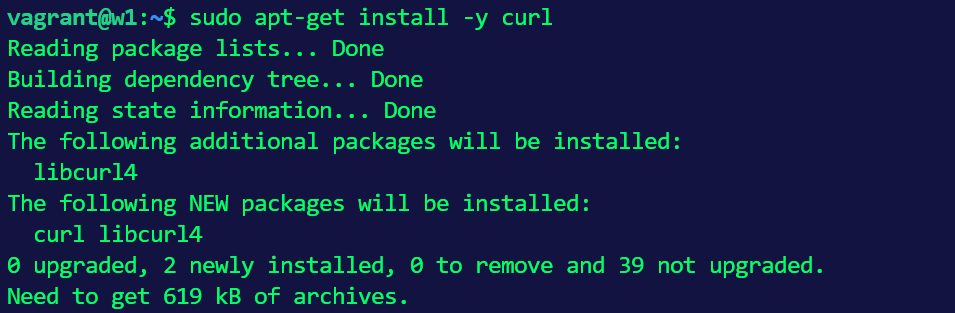 vagrant@w1:~$ sudo apt-get install -y curl
Reading package lists... Done
Building dependency tree... Done
Reading state information... Done
The following additional packages will be installed:
  libcurl4
The following NEW packages will be installed:
  curl libcurl4
0 upgraded, 2 newly installed, 0 to remove and 39 not upgraded.
Need to get 619 kB of archives.